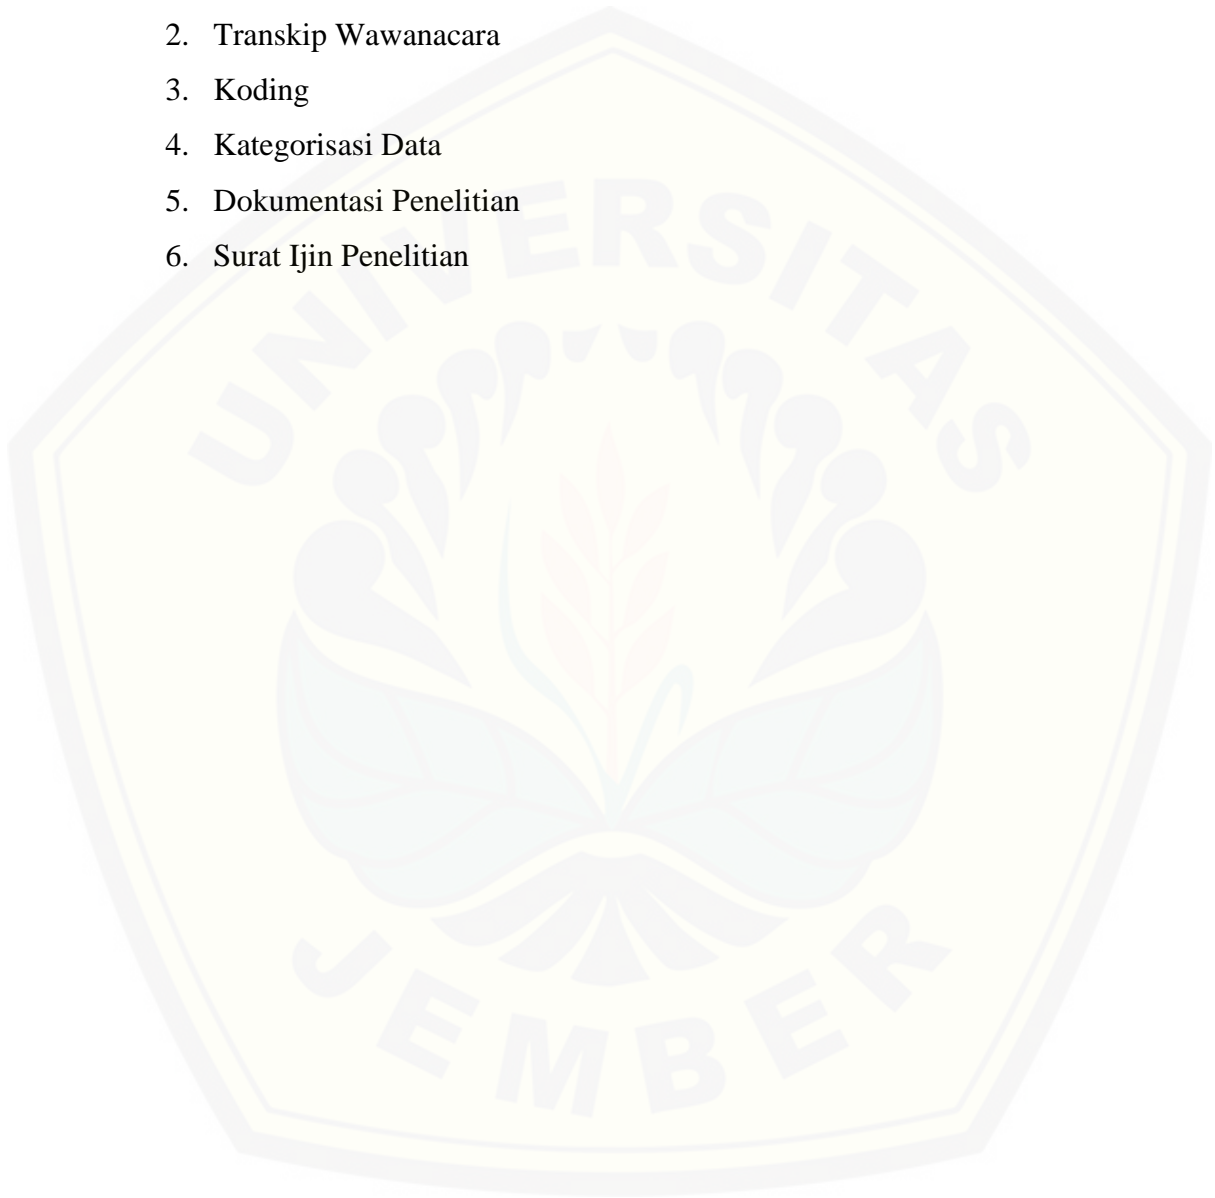 2. Transkip Wawanacara
3. Koding
4. Kategorisasi Data
5. Dokumentasi Penelitian
6. Surat Ijin Penelitian
UNIVERSITAS
JEMBER